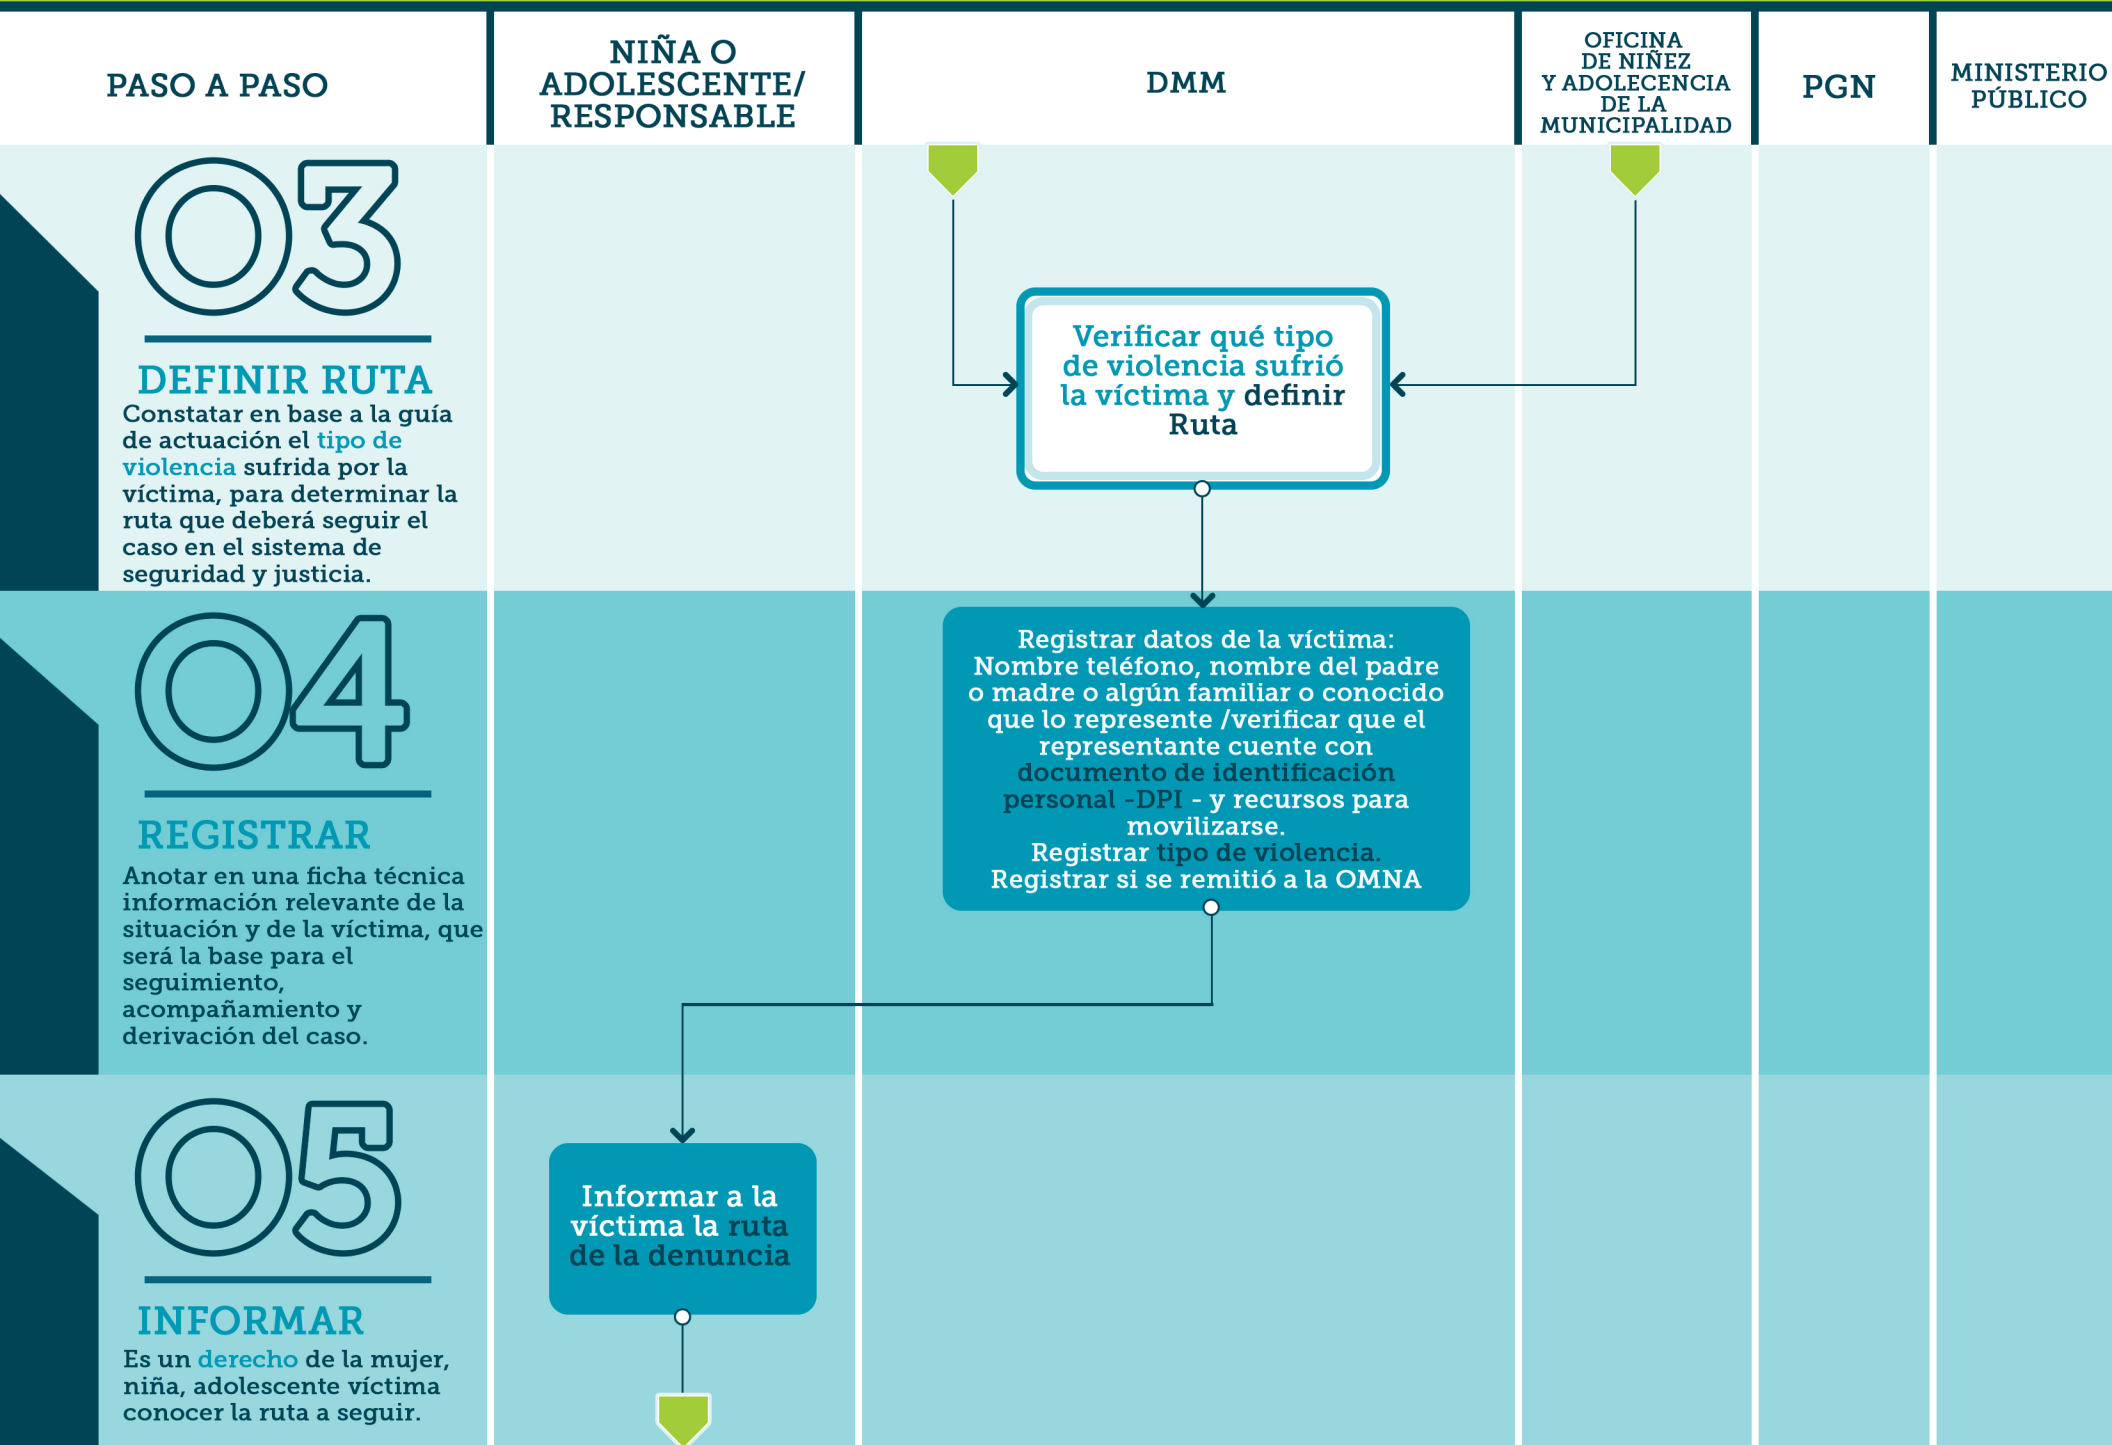 PASO A PASO
NIÑA O
ADOLESCENTE/
RESPONSABLE
DMM
OFICINA
DE NIÑEZ
Y ADOLECENCIA
DE LA
MUNICIPALIDAD
PGN
MINISTERIO
PÚBLICO
03
DEFINIR RUTA
Constatar en base a la guía
de actuación el tipo de
violencia sufrida por la
víctima, para determinar la
ruta que deberá seguir el
caso en el sistema de
seguridad y justicia.
Verificar qué tipo
de violencia sufrió
la víctima y definir
Ruta
04
REGISTRAR
Anotar en una ficha técnica
información relevante de la
situación y de la víctima, que
será la base para el
seguimiento,
acompañamiento y
derivación del caso.
Registrar datos de la víctima:
Nombre teléfono, nombre del padre
o madre o algún familiar o conocido
que lo represente /verificar que el
representante cuente con
documento de identificación
personal -DPI - y recursos para
movilizarse.
Registrar tipo de violencia.
Registrar si se remitió a la OMNA
05
INFORMAR
Es un derecho de la mujer,
niña, adolescente víctima
conocer la ruta a seguir.
Informar a la
víctima la ruta
de la denuncia